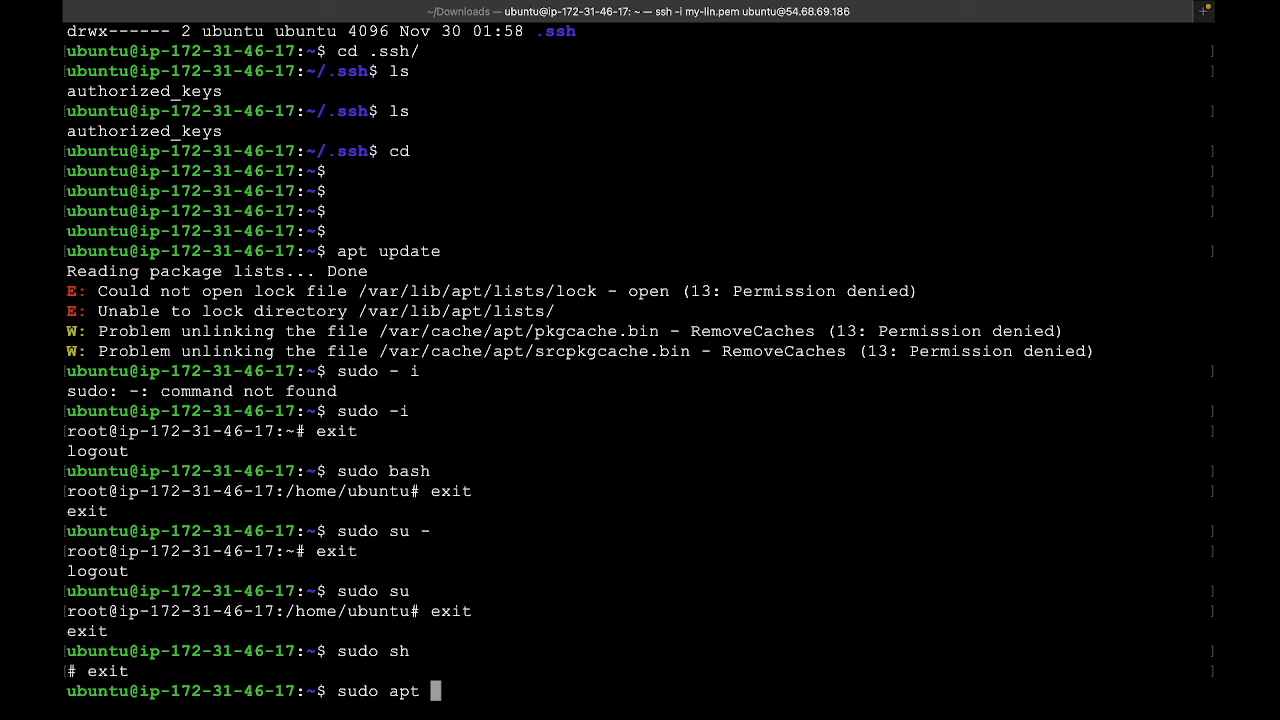 ~/Downloads — ubuntu@ip-172-31-46-17: ~ — ssh -i my-lin.pem ubuntu@54.68.69.186
drwx------ 2 ubuntu ubuntu 4096 Nov 30 01:58 .ssh
ubuntu@ip-172-31-46-17:~$ cd .ssh/
ubuntu@ip-172-31-46-17:~/.ssh$ ls
authorized_keys
ubuntu@ip-172-31-46-17:~/.ssh$ ls
authorized_keys
ubuntu@ip-172-31-46-17:~/.ssh$ cd
ubuntu@ip-172-31-46-17:~$
ubuntu@ip-172-31-46-17:~$
ubuntu@ip-172-31-46-17:~$
ubuntu@ip-172-31-46-17:~$
ubuntu@ip-172-31-46-17:~$ apt update
Reading package lists... Done
E: Could not open lock file /var/lib/apt/lists/lock - open (13: Permission denied)
E: Unable to lock directory /var/lib/apt/lists/
W: Problem unlinking the file /var/cache/apt/pkgcache.bin - RemoveCaches (13: Permission denied)
W: Problem unlinking the file /var/cache/apt/srcpkgcache.bin - RemoveCaches (13: Permission denied)
ubuntu@ip-172-31-46-17:~$ sudo - i
sudo: -: command not found
ubuntu@ip-172-31-46-17:~$ sudo -i
root@ip-172-31-46-17:~# exit
logout
ubuntu@ip-172-31-46-17:~$ sudo bash
root@ip-172-31-46-17:/home/ubuntu# exit
exit
ubuntu@ip-172-31-46-17:~$ sudo su -
root@ip-172-31-46-17:~# exit
logout
ubuntu@ip-172-31-46-17:~$ sudo su
root@ip-172-31-46-17:/home/ubuntu# exit
exit
ubuntu@ip-172-31-46-17:~$ sudo sh
# exit
ubuntu@ip-172-31-46-17:~$ sudo apt